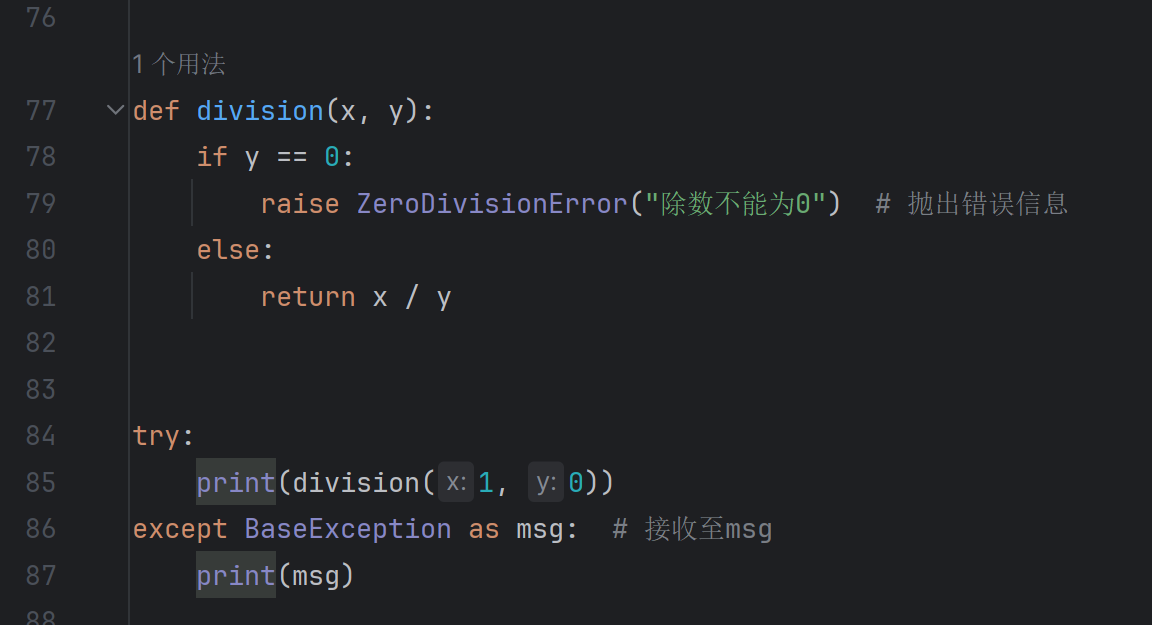 76
1 个用法
77 def division(x, y):
78     if y == 0:
79         raise ZeroDivisionError("除数不能为0")  # 抛出错误信息
80     else:
81         return x / y
82
83
84 try:
85     print(division(x: 1, y: 0))
86 except BaseException as msg:  # 接收至msg
87     print(msg)
88